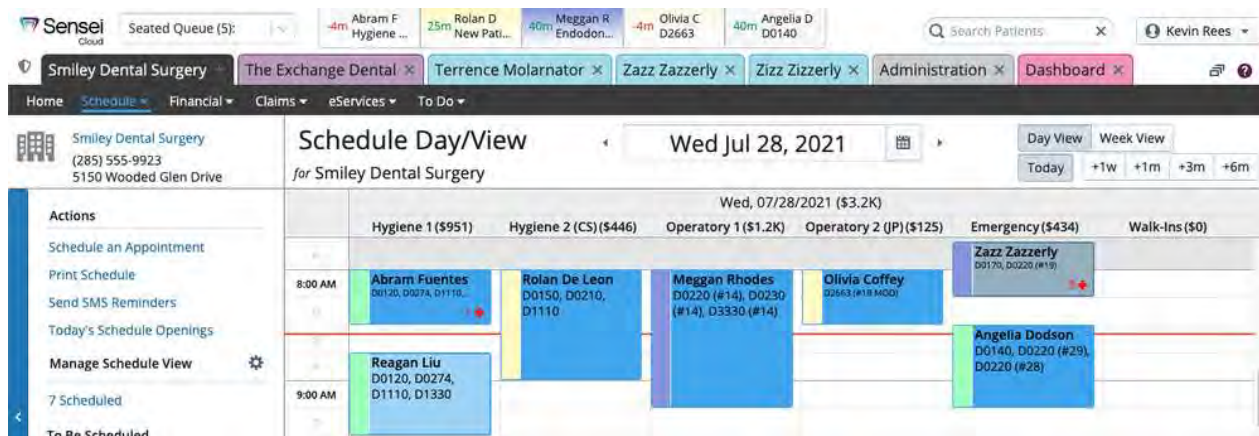 Sensei
Cloud
Seated Queue (5):
-4m Abram F
Hygiene ...
25m Rolan D
New Pati...
40m Meggan R
Endodon...
-4m Olivia C
D2663
40m Angelia D
D0140
Search Patients
Kevin Rees
Smiley Dental Surgery
The Exchange Dental ×
Terrence Molarnator ×
Zazz Zazzerly ×
Zizz Zizzerly ×
Administration ×
Dashboard ×
Home Schedule Financial Claims eServices To Do
Smiley Dental Surgery
(285) 555-9923
5150 Wooded Glen Drive
Schedule Day/View
for Smiley Dental Surgery
Wed Jul 28, 2021
Day View Week View
Today +1w +1m +3m +6m
Actions
Schedule an Appointment
Print Schedule
Send SMS Reminders
Today's Schedule Openings
Manage Schedule View
7 Scheduled
To Be Scheduled
Wed, 07/28/2021 ($3.2K)
Hygiene 1 ($951) Hygiene 2 (CS) ($446) Operatory 1 ($1.2K) Operatory 2 (JP) ($125) Emergency ($434) Walk-Ins ($0)
Zazz Zazzerly
D0170, D0220 (#19)
8:00 AM
Abram Fuentes
D0120, D0274, D1110,
Rolan De Leon
D0150, D0210,
D1110
Meggan Rhodes
D0220 (#14), D0230
(#14), D3330 (#14)
Olivia Coffey
D2663 (#18 MOD)
Angelia Dodson
D0140, D0220 (#29),
D0220 (#28)
Reagan Liu
D0120, D0274,
D1110, D1330
9:00 AM